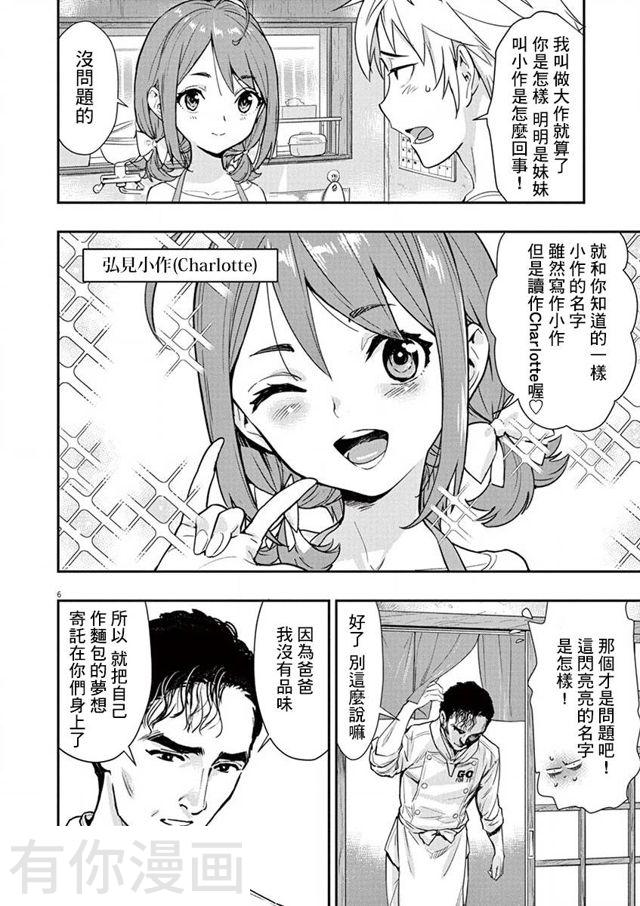 我叫做大作就算了
你是怎樣 明明是妹妹
叫小作是怎麼回事！
沒問題的
就和你知道的一樣
小作的名字
雖然寫作小作
但是讀作Charlotte喔♡
弘見小作(Charlotte)
6
那個才是問題吧！
這閃亮亮的名字
是怎樣！
好了 別這麼說嘛
GO
FOR IT
因為爸爸
我沒有品味
所以 就把自己
作麵包的夢想
寄託在你們身上了
有你漫画